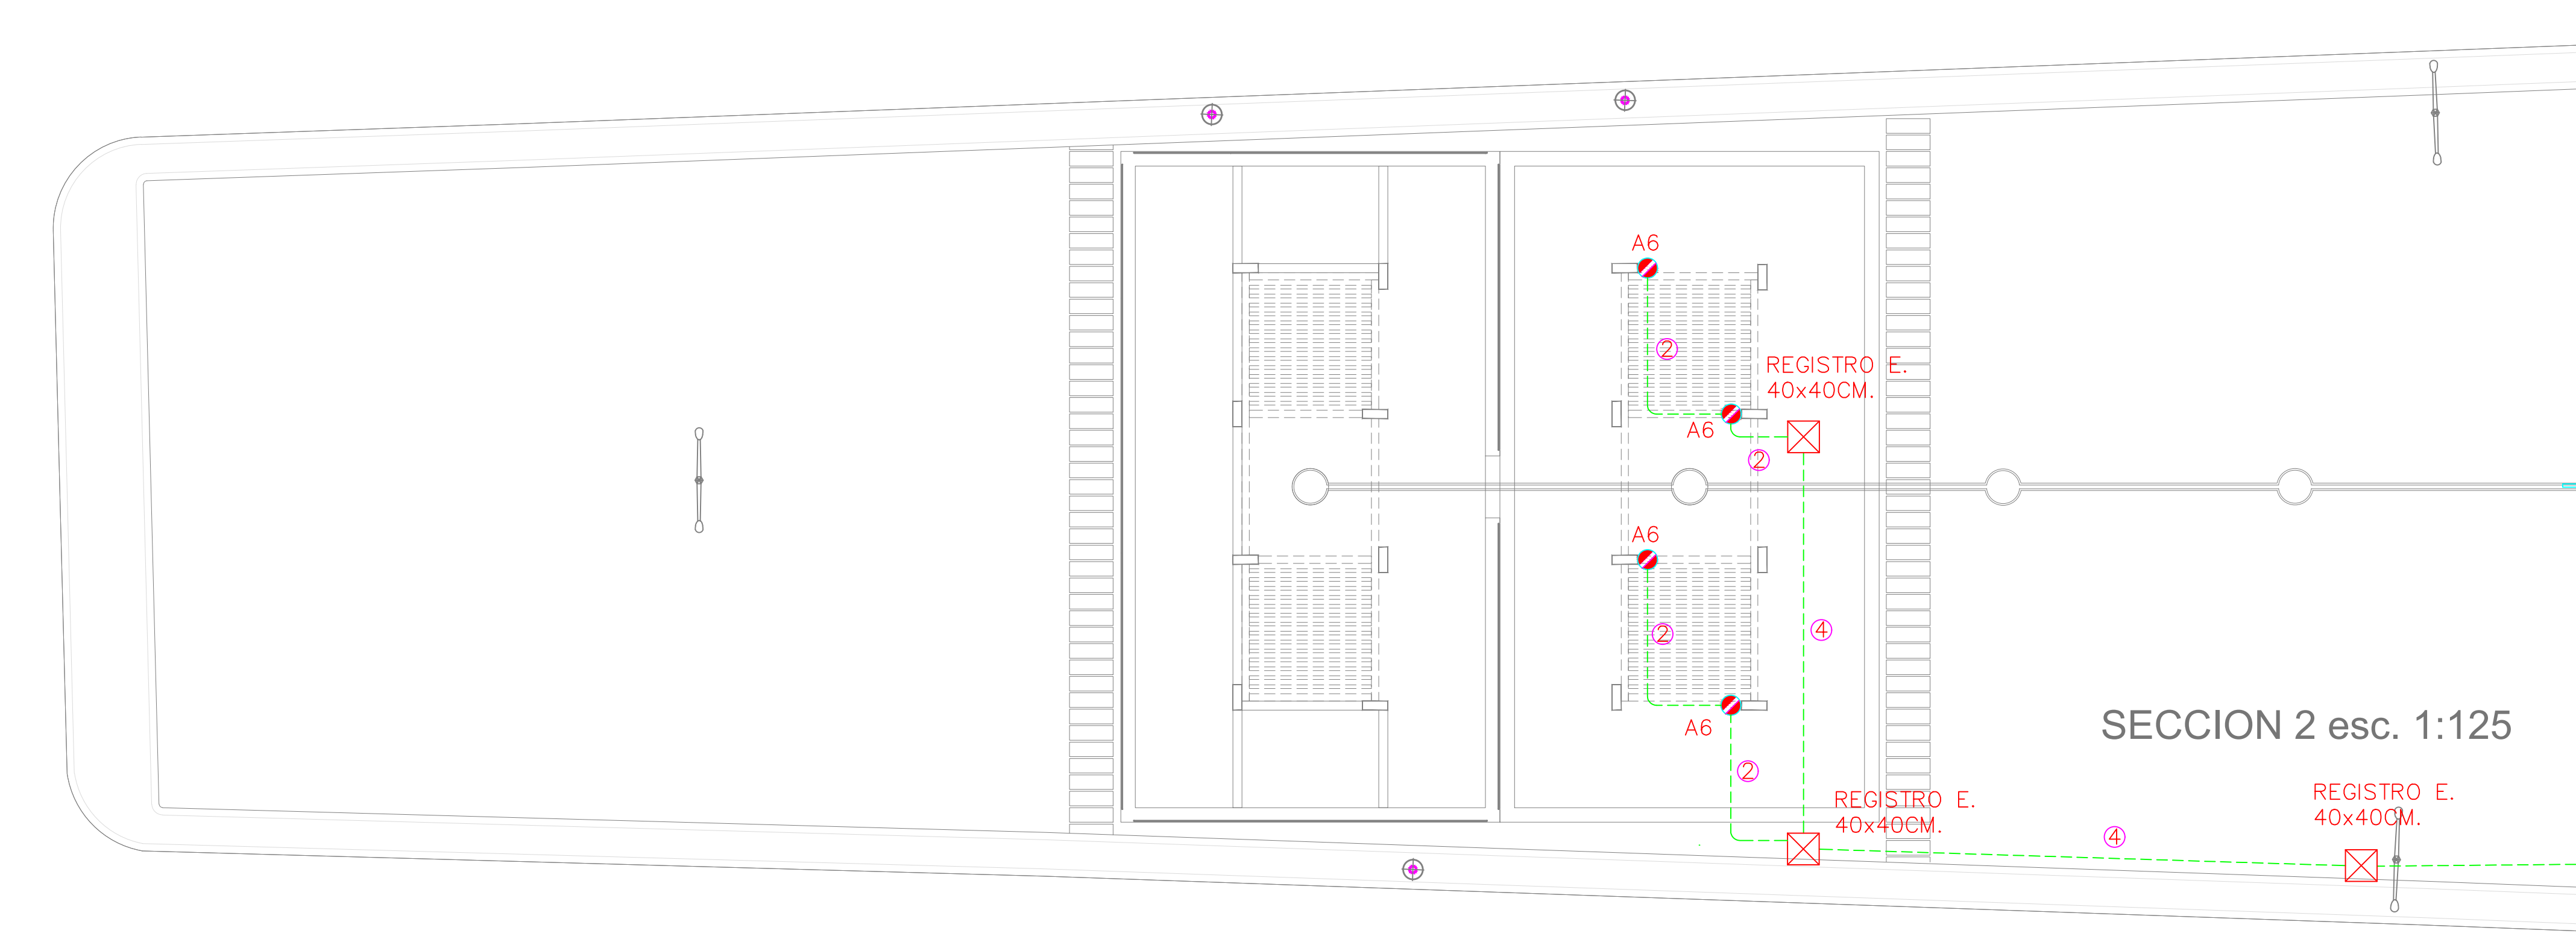 A6
2
REGISTRO E.
40x40CM.
A6
2
A6
2
4
A6
SECCION 2 esc. 1:125
2
REGISTRO E.
40x40CM.
REGISTRO E.
40x40CM.
4